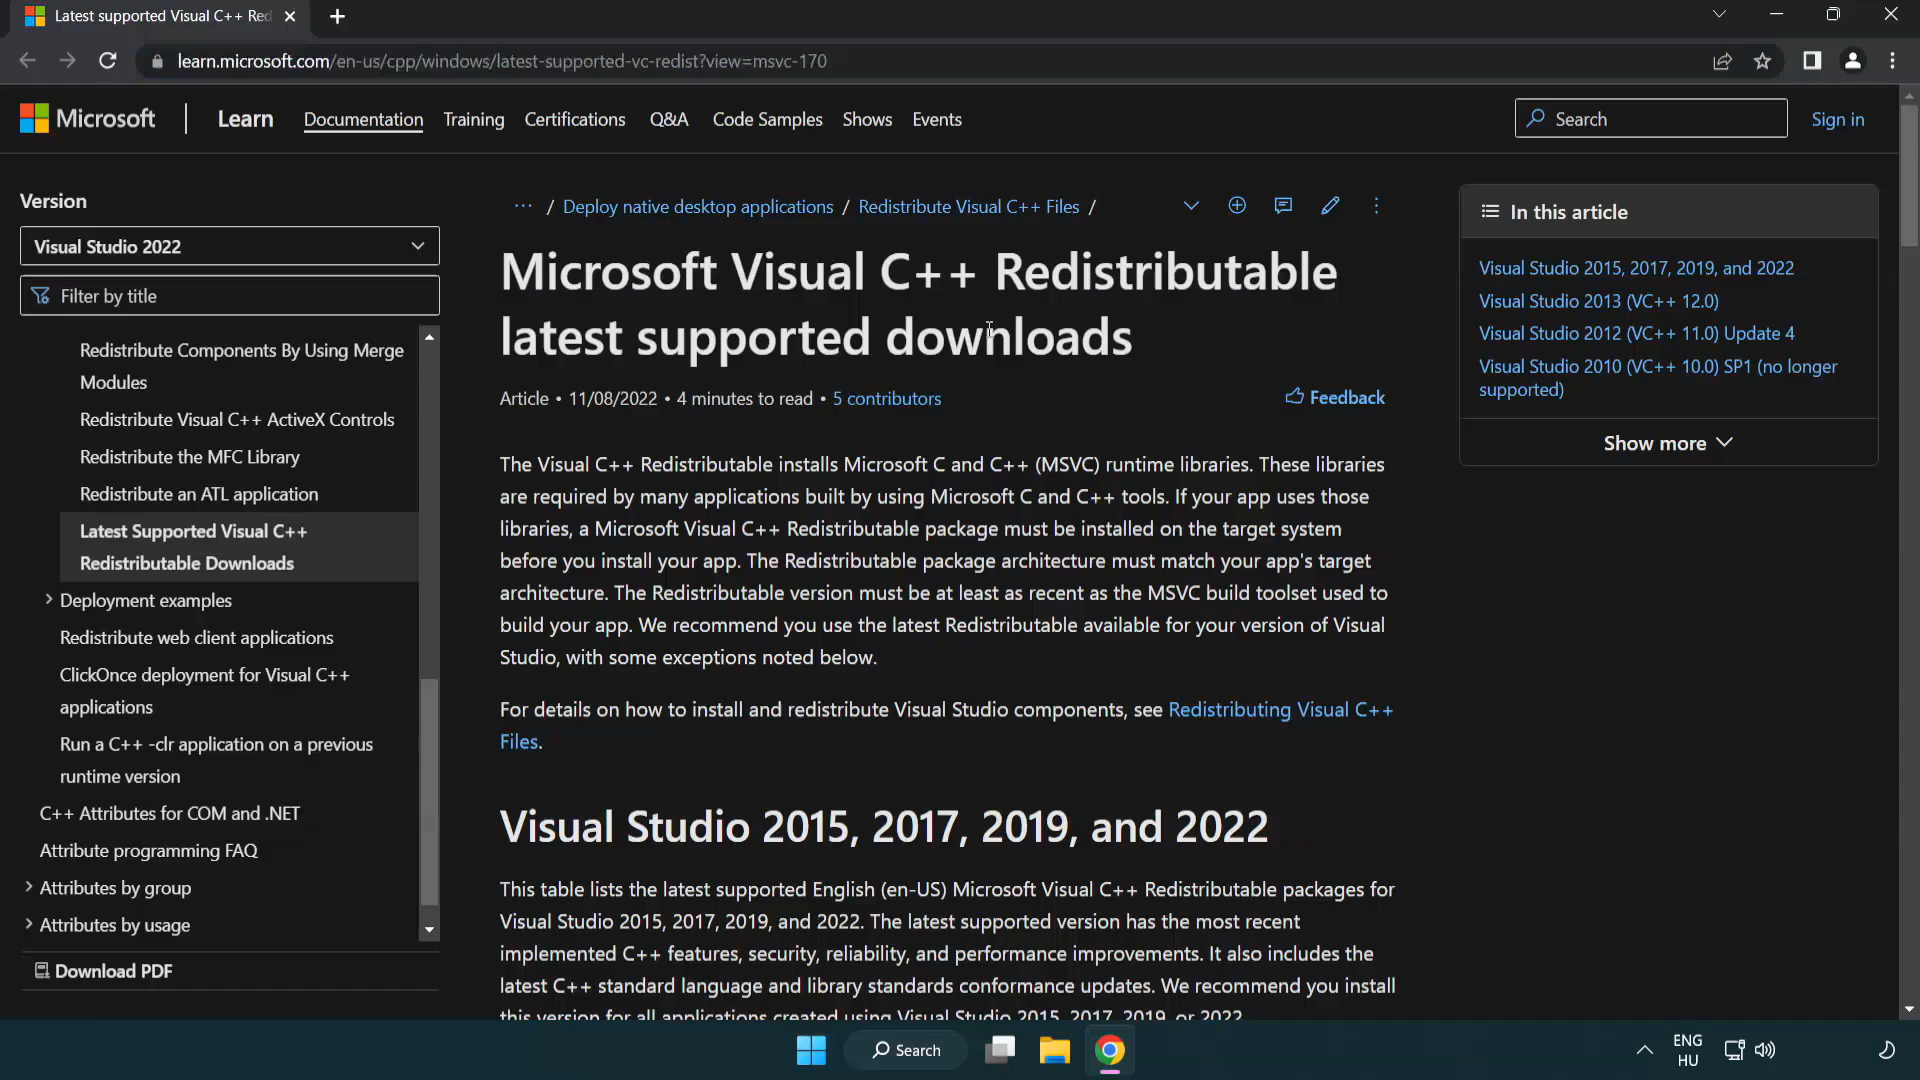 Latest supported Visual C++ Red
learn.microsoft.com/en-us/cpp/windows/latest-supported-vc-redist?view=msvc-170
Microsoft
Learn
Documentation
Training
Certifications
Q&A
Code Samples
Shows
Events
Search
Sign in
Version
Visual Studio 2022
Filter by title
Redistribute Components By Using Merge
Modules
Redistribute Visual C++ ActiveX Controls
Redistribute the MFC Library
Redistribute an ATL application
Latest Supported Visual C++
Redistributable Downloads
Deployment examples
Redistribute web client applications
ClickOnce deployment for Visual C++
applications
Run a C++ -clr application on a previous
runtime version
C++ Attributes for COM and .NET
Attribute programming FAQ
Attributes by group
Attributes by usage
Download PDF
... / Deploy native desktop applications / Redistribute Visual C++ Files /
Microsoft Visual C++ Redistributable
latest supported downloads
Article • 11/08/2022 • 4 minutes to read • 5 contributors
Feedback
The Visual C++ Redistributable installs Microsoft C and C++ (MSVC) runtime libraries. These libraries
are required by many applications built by using Microsoft C and C++ tools. If your app uses those
libraries, a Microsoft Visual C++ Redistributable package must be installed on the target system
before you install your app. The Redistributable package architecture must match your app's target
architecture. The Redistributable version must be at least as recent as the MSVC build toolset used to
build your app. We recommend you use the latest Redistributable available for your version of Visual
Studio, with some exceptions noted below.
For details on how to install and redistribute Visual Studio components, see Redistributing Visual C++
Files.
Visual Studio 2015, 2017, 2019, and 2022
This table lists the latest supported English (en-US) Microsoft Visual C++ Redistributable packages for
Visual Studio 2015, 2017, 2019, and 2022. The latest supported version has the most recent
implemented C++ features, security, reliability, and performance improvements. It also includes the
latest C++ standard language and library standards conformance updates. We recommend you install
this version for all applications created using Visual Studio 2015, 2017, 2019, or 2022.
In this article
Visual Studio 2015, 2017, 2019, and 2022
Visual Studio 2013 (VC++ 12.0)
Visual Studio 2012 (VC++ 11.0) Update 4
Visual Studio 2010 (VC++ 10.0) SP1 (no longer
supported)
Show more
Search
ENG
HU